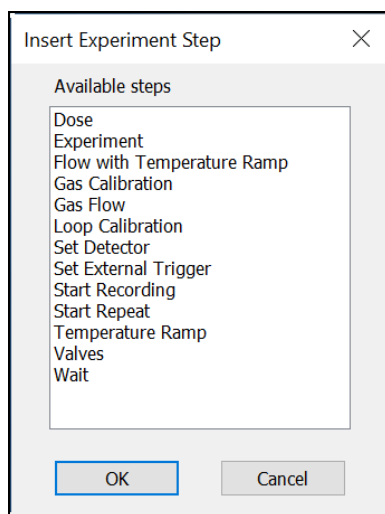 Insert Experiment Step
Available steps
Dose
Experiment
Flow with Temperature Ramp
Gas Calibration
Gas Flow
Loop Calibration
Set Detector
Set External Trigger
Start Recording
Start Repeat
Temperature Ramp
Valves
Wait
OK
Cancel